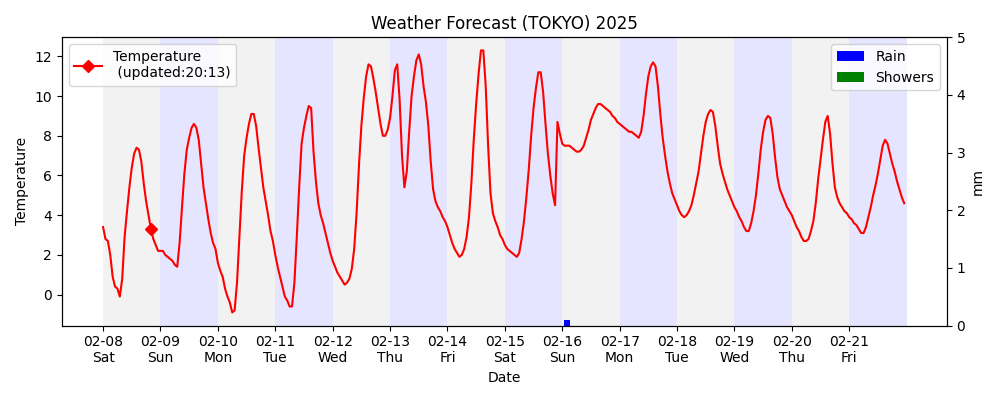 Weather Forecast (TOKYO) 2025
Temperature
(updated:20:13)
Rain
Showers
Temperature
12
10
8
6
4
2
0
5
4
3
2
1
0
mm
02-08 02-09 02-10 02-11 02-12 02-13 02-14 02-15 02-16 02-17 02-18 02-19 02-20 02-21
Sat Sun Mon Tue Wed Thu Fri Sat Sun Mon Tue Wed Thu Fri
Date